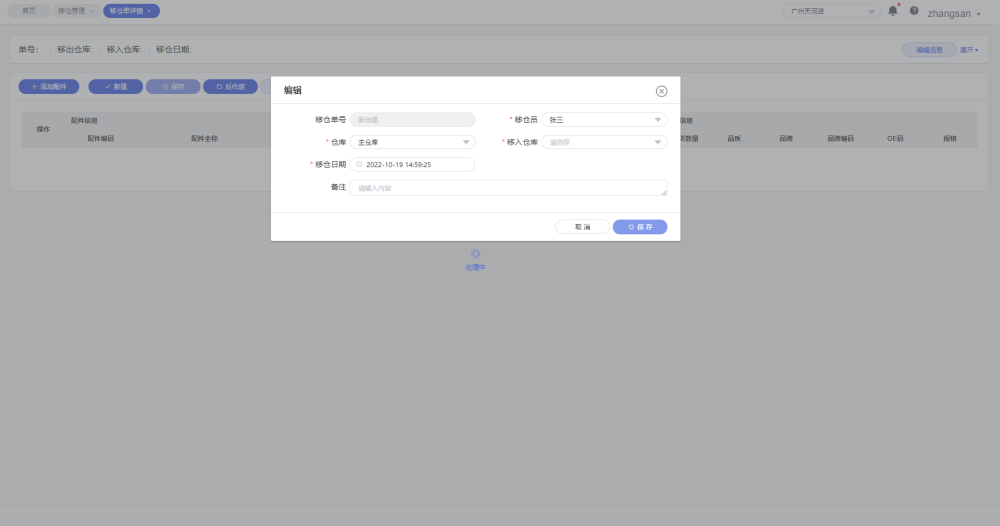 首页 移仓管理 × 移仓单详情 × 广州天河店 zhangsan
单号: 移出仓库: 移入仓库: 移仓日期: 编辑信息 展开
+ 添加配件 新建 保存 反作废
操作 配件信息 信息
配件编码 配件全称 数量 品质 品牌 品牌编码 OE码 规格
编辑
移仓单号 新创建 * 移仓员 张三
* 仓库 主仓库 * 移入仓库 请选择
* 移仓日期 2022-10-19 14:59:25
备注 请输入内容
取消 保存
处理中